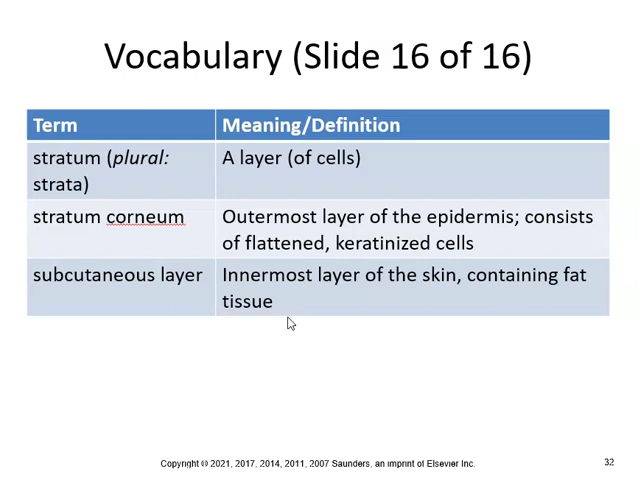 Vocabulary (Slide 16 of 16)
Term
Meaning/Definition
stratum (plural:
strata)
A layer (of cells)
stratum corneum
Outermost layer of the epidermis; consists
of flattened, keratinized cells
subcutaneous layer
Innermost layer of the skin, containing fat
tissue
Copyright © 2021, 2017, 2014, 2011, 2007 Saunders, an imprint of Elsevier Inc.
32